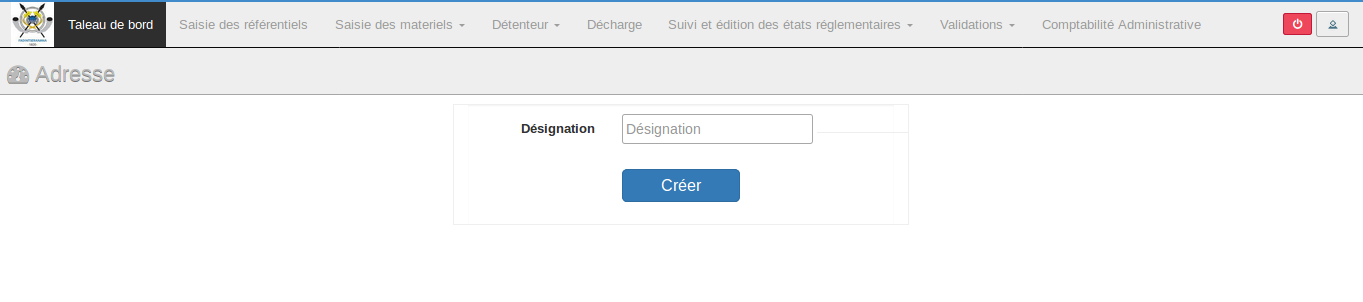 Taleau de bord Saisie des référentiels Saisie des materiels Détenteur Décharge Suivi et édition des états réglementaires Validations Comptabilité Administrative
Adresse
Désignation Désignation
Créer